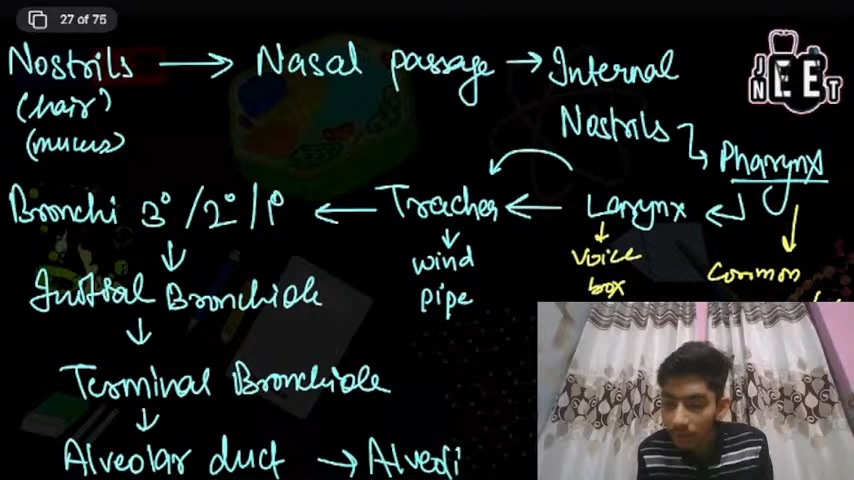 27 of 75
Nostrils → Nasal passage → Internal
(hair)
(mucus)
Nostrils
Pharynx
Bronchi 3° / 2° / 1° ← Trachea ← Larynx ↲
wind
pipe
Voice
box
Common
Initial Bronchiole
Terminal Bronchiole
Alveolar duct → Alveoli
J
NEET